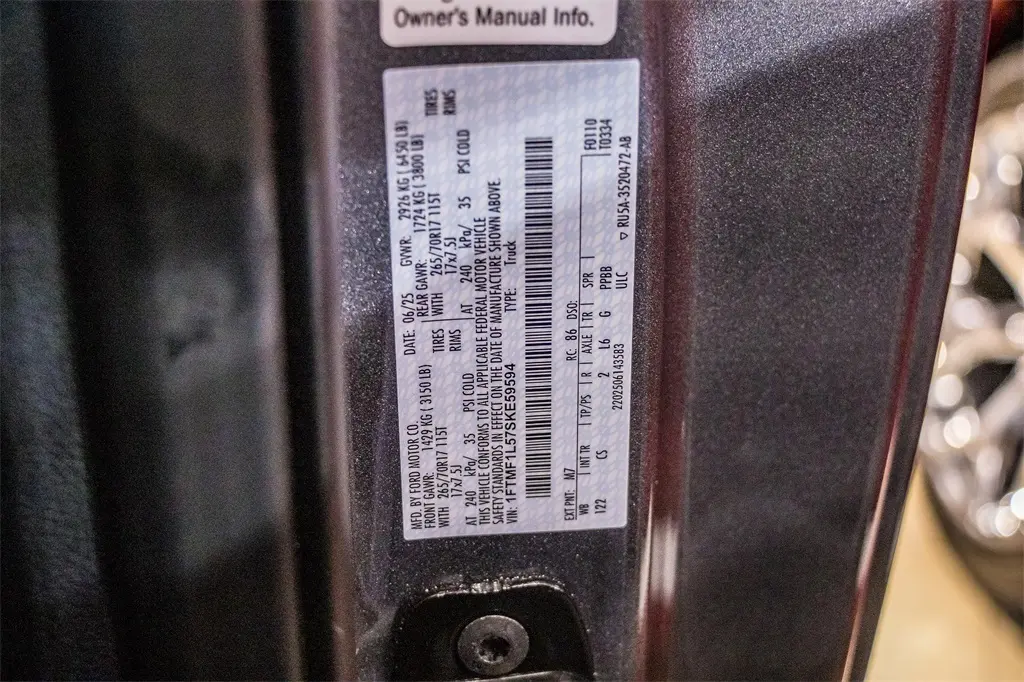 Owner's Manual Info.
MFD. BY FORD MOTOR CO.
DATE: 06/25 GVWR: 2926 KG ( 6450 LB)
FRONT GAWR: 1429 KG ( 3150 LB)
REAR GAWR: 1724 KG ( 3800 LB)
WITH 265/70R17 115T TIRES
WITH 265/70R17 115T TIRES
17x7.5J RIMS
17x7.5J RIMS
AT 240 kPa/ 35 PSI COLD
AT 240 kPa/ 35 PSI COLD
THIS VEHICLE CONFORMS TO ALL APPLICABLE FEDERAL MOTOR VEHICLE
SAFETY STANDARDS IN EFFECT ON THE DATE OF MANUFACTURE SHOWN ABOVE.
VIN: 1FTMF1L57SKE59594 TYPE: Truck
EXT PNT: M7 RC: 86 DSO: F0110
WB INT TR TP/PS R AXLE TR SPR T0334
122 CS 2 L6 G PPBB
2202506143583 ULC ▽ RU5A-3520472-AB